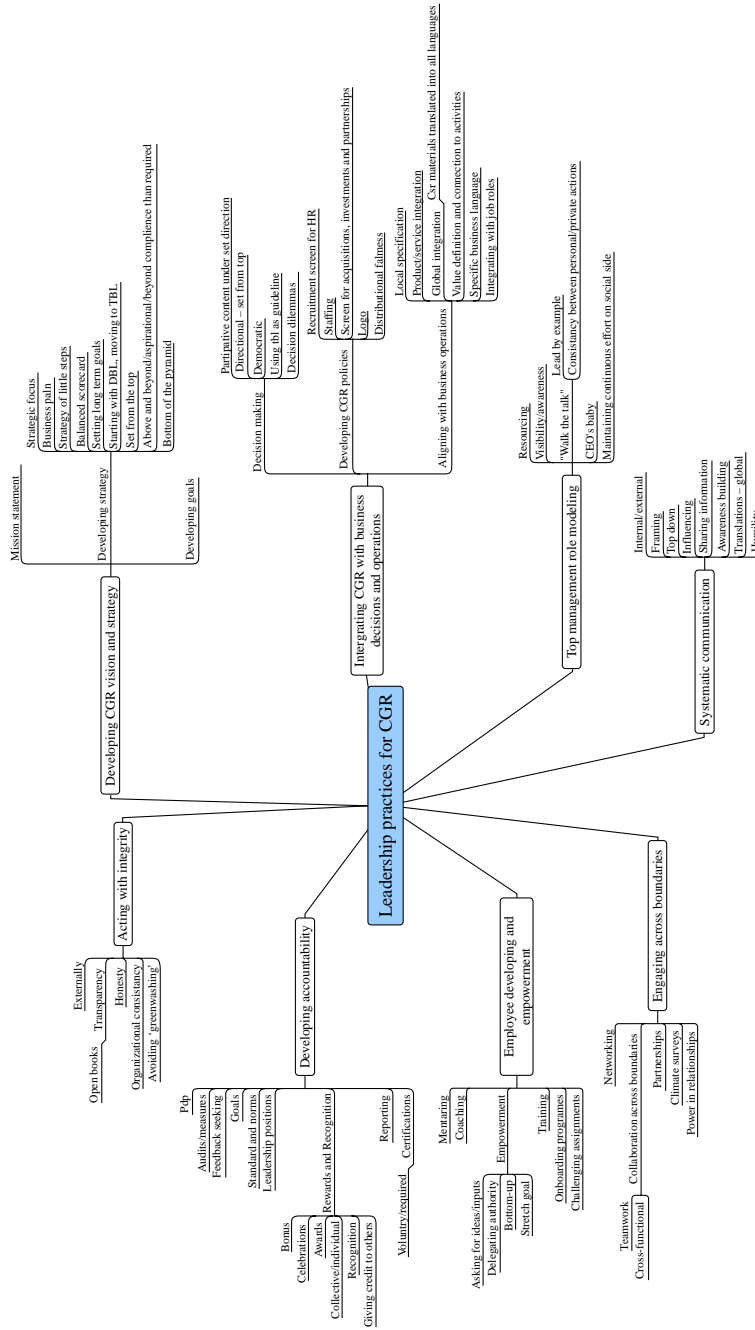 Leadership practices for CGR
Developing CGR vision and strategy
Mission statement
Developing strategy
Strategic focus
Business paln
Strategy of little steps
Balanced scorecard
Setting long term goals
Starting with DBL, moving to TBL
Set from the top
Above and beyond/aspirational/beyond complience than required
Bottom of the pyramid
Developing goals
Intergrating CGR with business
decisions and operations
Decision making
Partipative content under set direction
Directional – set from top
Democratic
Using tbl as guideline
Decision dilemmas
Developing CGR policies
Recruitment screen for HR
Staffing
Screen for acquisitions, investments and partnerships
Logo
Distributional falmess
Aligning with business operations
Local specification
Product/service integration
Global integration
Csr materials translated into all languages
Value definition and connection to activities
Specific business language
Integrating with job roles
Top management role modeling
Resourcing
Visibility/awareness
"Walk the talk"
Lead by example
Consistancy between personal/private actions
CEO's baby
Maintaining continuous effort on social side
Systematic communication
Internal/external
Framing
Top down
Influencing
Sharing information
Awareness building
Translations – global
Acting with integrity
Externally
Transparency
Open books
Honesty
Organizational consistancy
Avoiding 'greenwashing'
Developing accountability
Pdp
Audits/measures
Feedback seeking
Goals
Standard and norms
Leadership positions
Rewards and Recognition
Bonus
Celebrations
Awards
Collective/individual
Recognition
Giving credit to others
Reporting
Certifications
Voluntry/required
Employee developing and
empowerment
Mentaring
Coaching
Empowerment
Asking for ideas/inputs
Delegating authority
Bottom-up
Stretch goal
Training
Onboarding programes
Challenging assignments
Engaging across boundaries
Networking
Collaboration across boundaries
Teamwork
Cross-functional
Partnerships
Climate surveys
Power in relationships